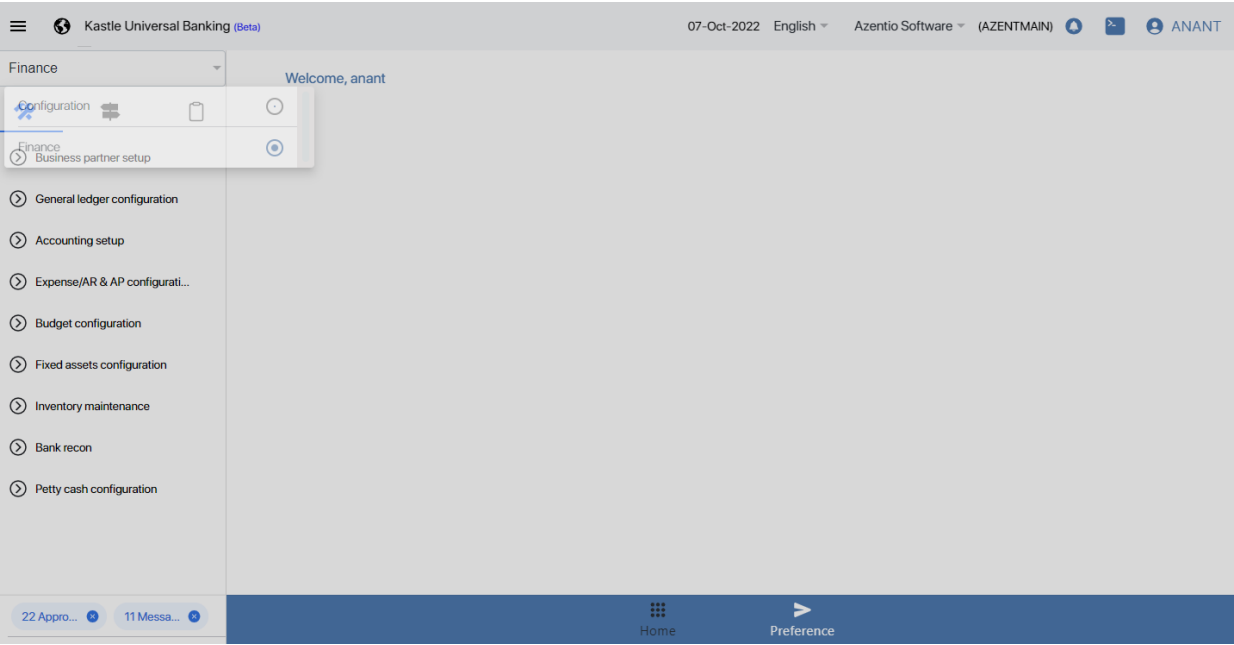 Kastle Universal Banking (Beta)
07-Oct-2022 English Azentio Software (AZENTMAIN) ANANT
Finance
Welcome, anant
Configuration
Finance
Business partner setup
General ledger configuration
Accounting setup
Expense/AR & AP configurati...
Budget configuration
Fixed assets configuration
Inventory maintenance
Bank recon
Petty cash configuration
22 Appro... 11 Messa...
Home Preference